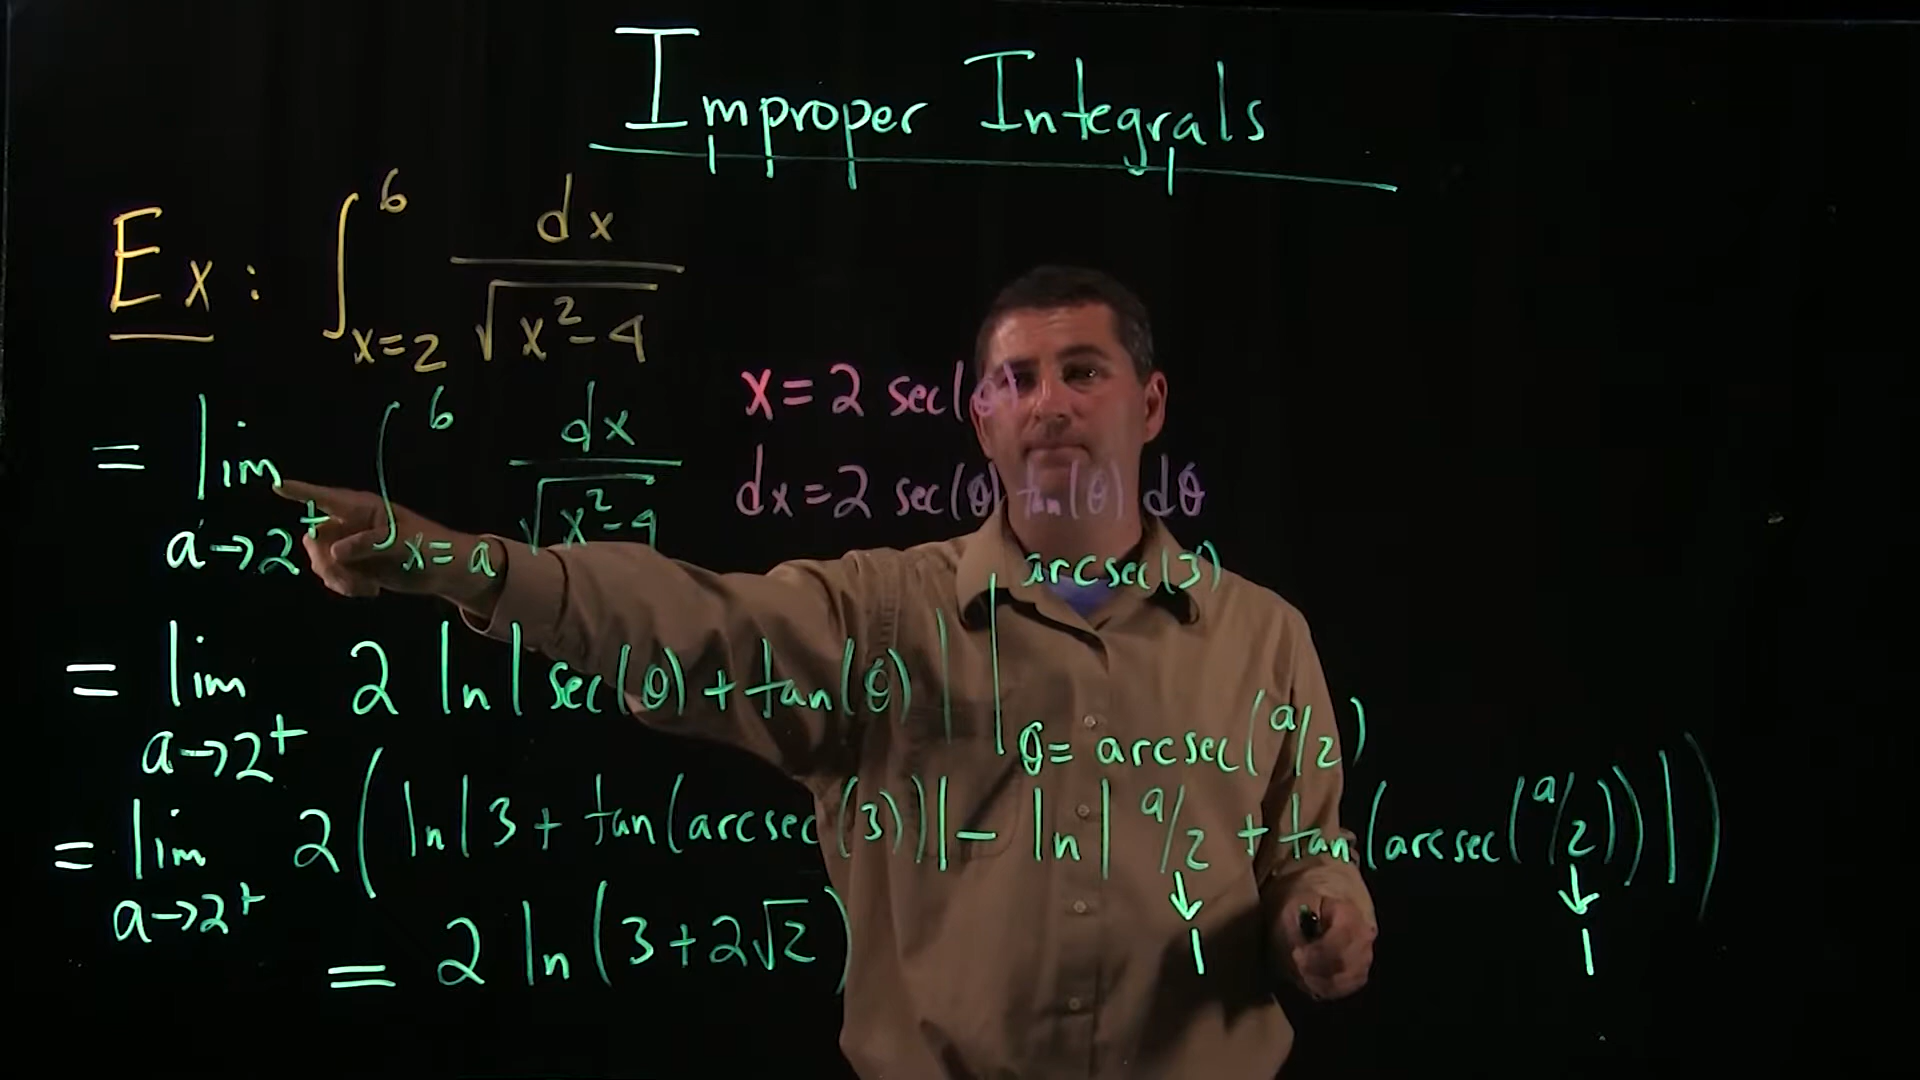 Improper Integrals
Ex: ∫_{x=2}^{6} dx/√(x²-4)
= lim_{a→2⁺} ∫_{x=a}^{6} dx/√(x²-4)
x=2 sec(θ)
dx=2 sec(θ) tan(θ) dθ
= lim_{a→2⁺} 2 ln|sec(θ)+tan(θ)| |_{θ=arcsec(a/2)}^{arcsec(3)}
= lim_{a→2⁺} 2(ln|3+tan(arcsec(3))|-ln|a/2+tan(arcsec(a/2))|)
↓ ↓
1 1
= 2 ln(3+2√2)